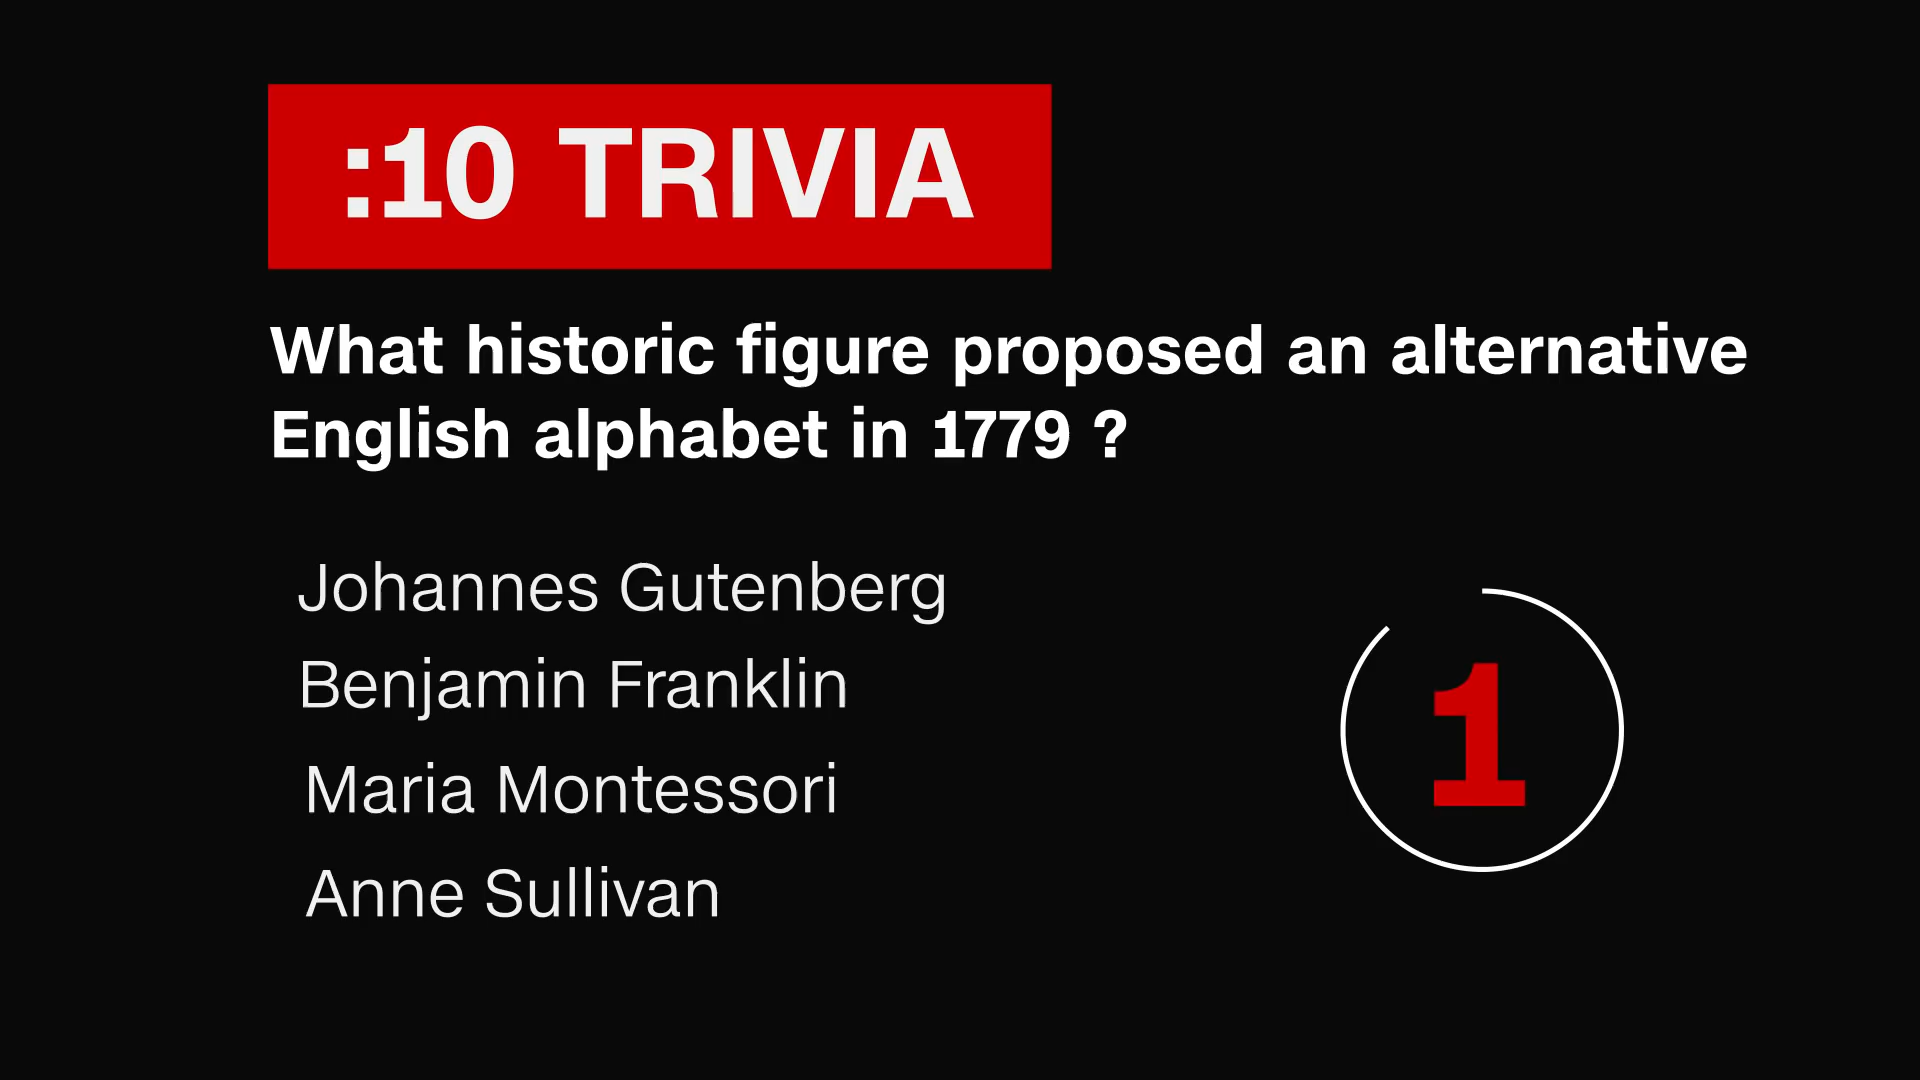 :10 TRIVIA
What historic figure proposed an alternative
English alphabet in 1779 ?
Johannes Gutenberg
Benjamin Franklin
Maria Montessori
Anne Sullivan
1